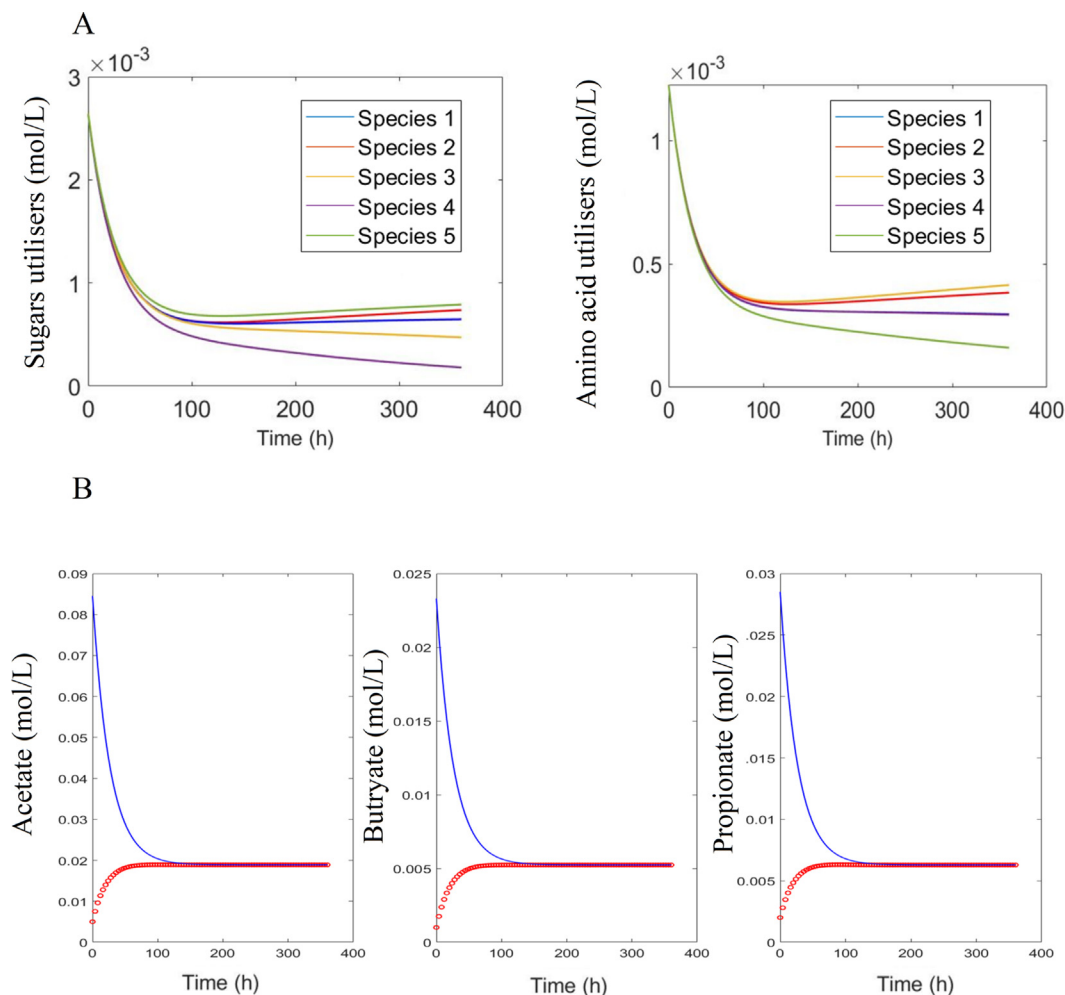 A
×10⁻³
3
2
1
0
Sugars utilisers (mol/L)
Species 1
Species 2
Species 3
Species 4
Species 5
0 100 200 300 400
Time (h)
×10⁻³
1
0.5
0
Amino acid utilisers (mol/L)
Species 1
Species 2
Species 3
Species 4
Species 5
0 100 200 300 400
Time (h)
B
0.09
0.08
0.07
0.06
0.05
0.04
0.03
0.02
0.01
0
Acetate (mol/L)
0 100 200 300 400
Time (h)
0.025
0.02
0.015
0.01
0.005
0
Butryate (mol/L)
0 100 200 300 400
Time (h)
0.03
.025
0.02
.015
0.01
.005
0
Propionate (mol/L)
0 100 200 300 400
Time (h)